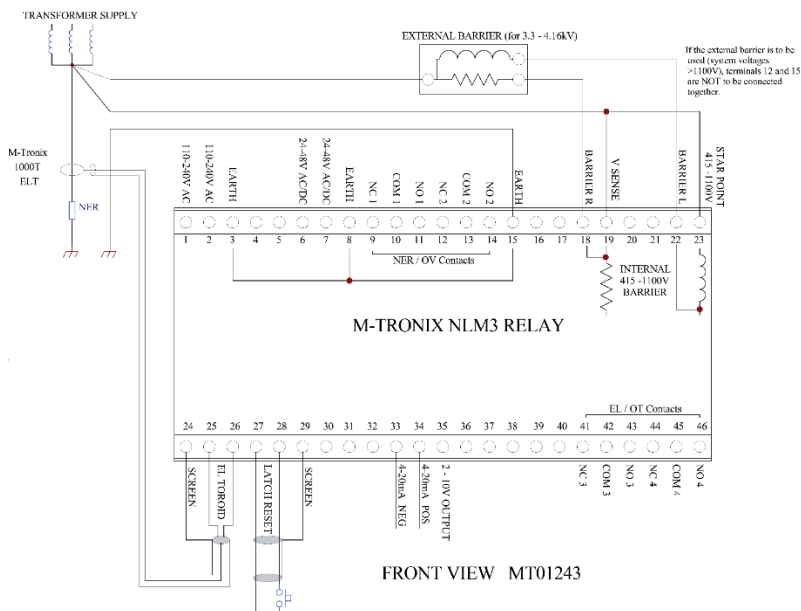 TRANSFORMER SUPPLY
EXTERNAL BARRIER (for 3.3 - 4.16kV)
If the external barrier is to be
used (system voltages
>1100V), terminals 12 and 15
are NOT to be connected
together.
M-Tronix
1000T
ELT
NER
110-240V AC
110-240V AC
EARTH
24-48V AC/DC
24-48V AC/DC
EARTH
NC 1
COM 1
NO 1
NC 2
COM 2
NO 2
EARTH
BARRIER R
V SENSE
BARRIER L
STAR POINT
415 -1100V
1 2 3 4 5 6 7 8 9 10 11 12 13 14 15 16 17 18 19 20 21 22 23
NER / OV Contacts
INTERNAL
415 -1100V
BARRIER
M-TRONIX NLM3 RELAY
EL / OT Contacts
24 25 26 27 28 29 30 31 32 33 34 35 36 37 38 39 40 41 42 43 44 45 46
SCREEN
EL TOROID
LATCH RESET
SCREEN
4-20mA NEG
4-20mA POS
2 - 10V OUTPUT
NC 3
COM 3
NO 3
NC 4
COM 4
NO 4
FRONT VIEW MT01243